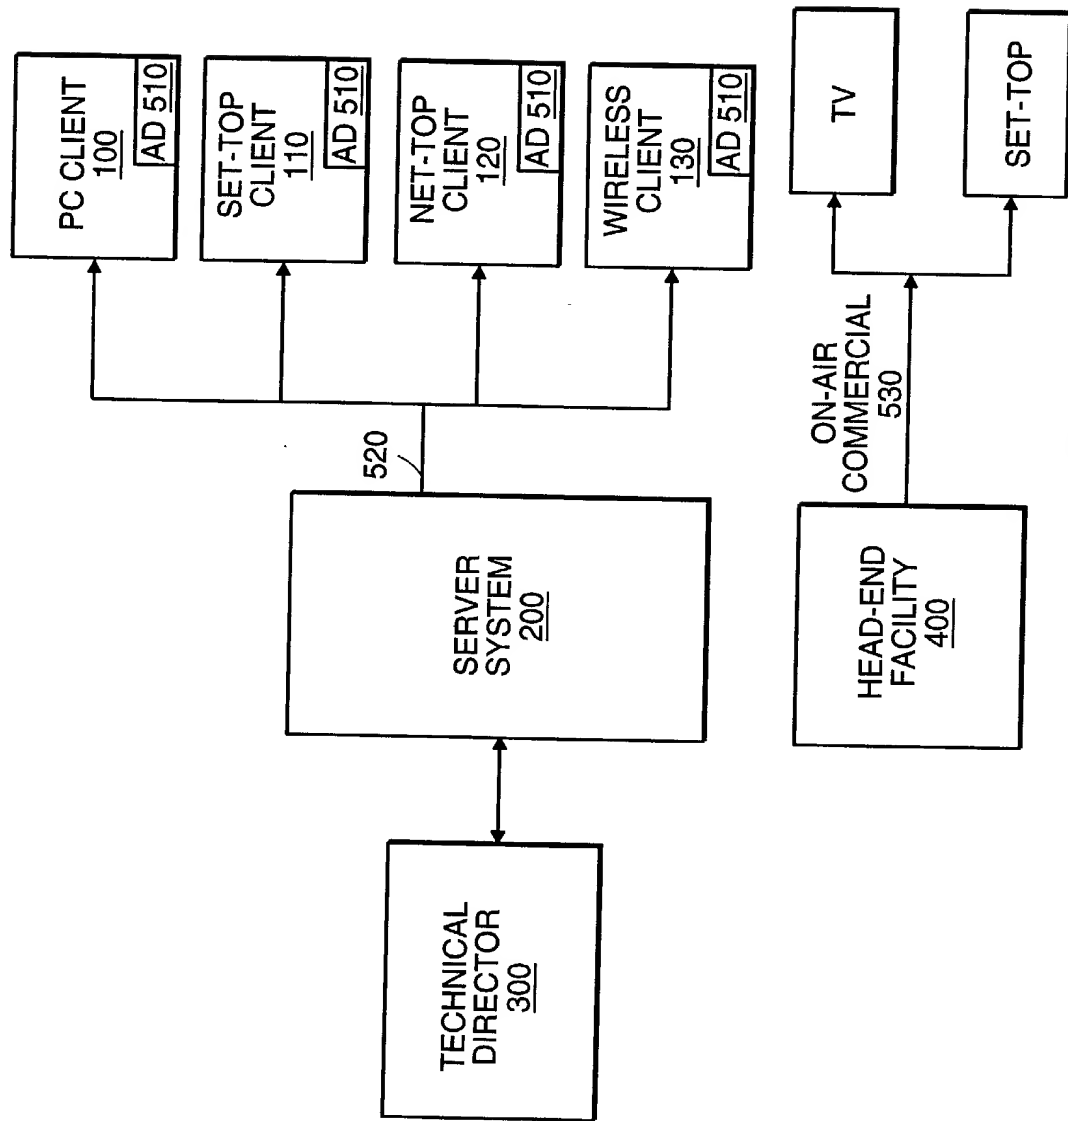 TECHNICAL
DIRECTOR
300
SERVER
SYSTEM
200
520
PC CLIENT
100
AD 510
SET-TOP
CLIENT
110
AD 510
NET-TOP
CLIENT
120
AD 510
WIRELESS
CLIENT
130
AD 510
HEAD-END
FACILITY
400
ON-AIR
COMMERCIAL
530
TV
SET-TOP